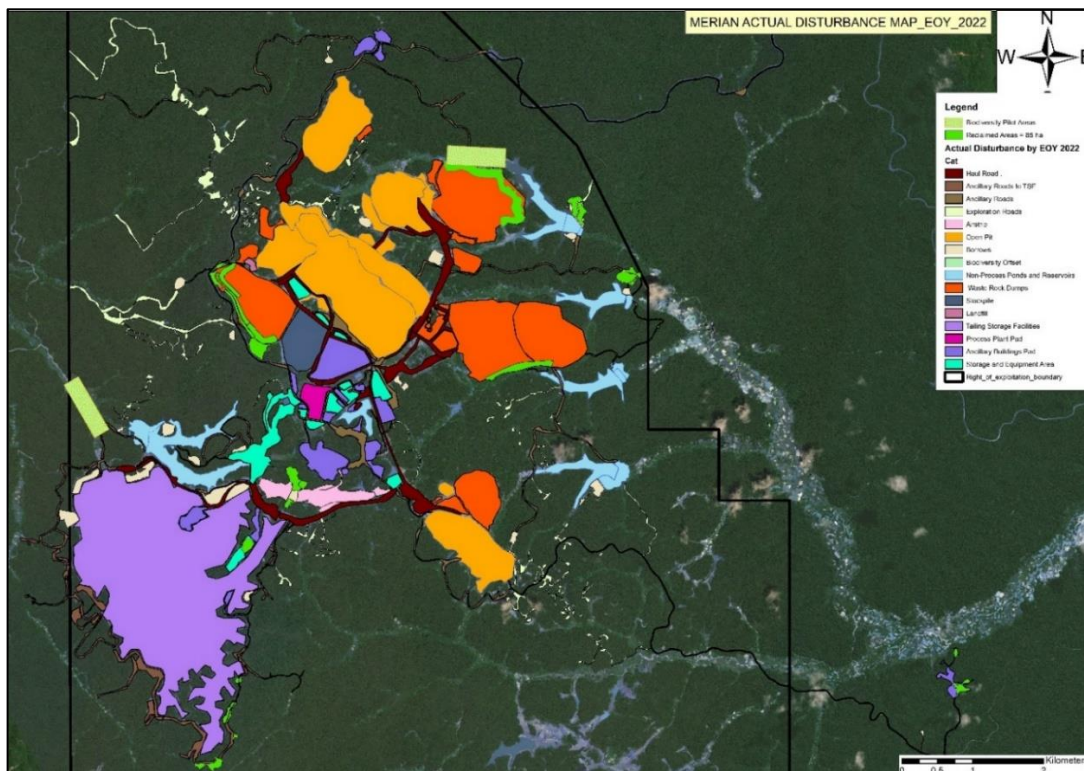 MERIAN ACTUAL DISTURBANCE MAP_EOY_2022
N
W
E
Legend
Biodiversity Pilot Areas
Reclaimed Areas = 88 ha
Actual Disturbance by EOY 2022
Cat
Haul Road .
Ancillary Roads to TSF
Ancillary Roads
Exploration Roads
Airstrip
Open Pit
Borrows
Biodiversity Offset
Non-Process Ponds and Reservoirs
Waste Rock Dumps
Stockpile
Landfill
Tailing Storage Facilities
Process Plant Pad
Ancillary Buildings Pad
Storage and Equipment Area
Right_of_exploitation_boundary
Kilometer
0 0.5 1 2